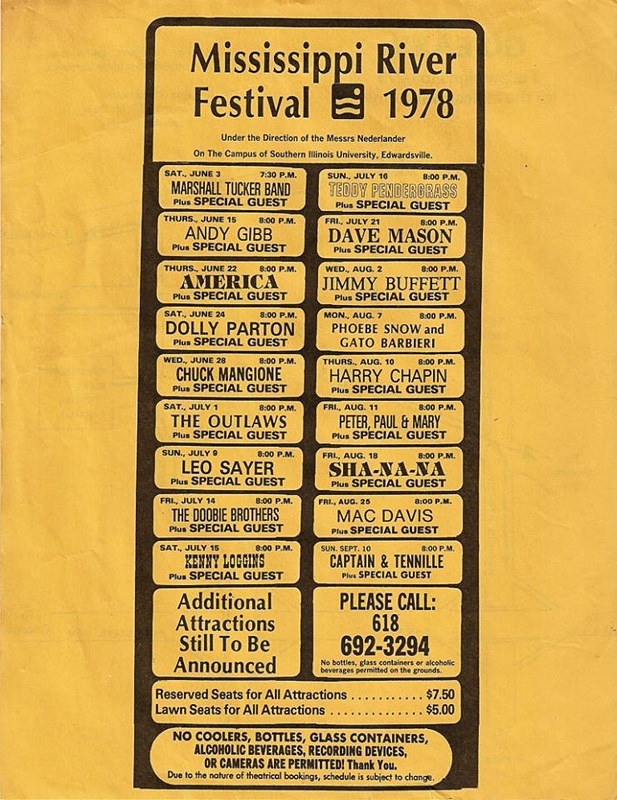 Mississippi River
Festival 1978
Under the Direction of the Messrs Nederlander
On The Campus of Southern Illinois University, Edwardsville.
SAT., JUNE 3 7:30 P.M.
MARSHALL TUCKER BAND
Plus SPECIAL GUEST
THURS., JUNE 15 8:00 P.M.
ANDY GIBB
Plus SPECIAL GUEST
THURS., JUNE 22 8:00 P.M.
AMERICA
Plus SPECIAL GUEST
SAT., JUNE 24 8:00 P.M.
DOLLY PARTON
Plus SPECIAL GUEST
WED., JUNE 28 8:00 P.M.
CHUCK MANGIONE
Plus SPECIAL GUEST
SAT., JULY 1 8:00 P.M.
THE OUTLAWS
Plus SPECIAL GUEST
SUN., JULY 9 8:00 P.M.
LEO SAYER
Plus SPECIAL GUEST
FRI., JULY 14 8:00 P.M.
THE DOOBIE BROTHERS
Plus SPECIAL GUEST
SAT., JULY 15 8:00 P.M.
KENNY LOGGINS
Plus SPECIAL GUEST
Additional
Attractions
Still To Be
Announced
SUN., JULY 16 8:00 P.M.
TEDDY PENDERGRASS
Plus SPECIAL GUEST
FRI., JULY 21 8:00 P.M.
DAVE MASON
Plus SPECIAL GUEST
WED., AUG. 2 8:00 P.M.
JIMMY BUFFETT
Plus SPECIAL GUEST
MON., AUG. 7 8:00 P.M.
PHOEBE SNOW and
GATO BARBIERI
THURS., AUG. 10 8:00 P.M.
HARRY CHAPIN
Plus SPECIAL GUEST
FRI., AUG. 11 8:00 P.M.
PETER, PAUL & MARY
Plus SPECIAL GUEST
FRI., AUG. 18 8:00 P.M.
SHA-NA-NA
Plus SPECIAL GUEST
FRI., AUG. 25 8:00 P.M.
MAC DAVIS
Plus SPECIAL GUEST
SUN. SEPT. 10 8:00 P.M.
CAPTAIN & TENNILLE
Plus SPECIAL GUEST
PLEASE CALL:
618
692-3294
No bottles, glass containers or alcoholic
beverages permitted on the grounds.
Reserved Seats for All Attractions ........... $7.50
Lawn Seats for All Attractions .............. $5.00
NO COOLERS, BOTTLES, GLASS CONTAINERS,
ALCOHOLIC BEVERAGES, RECORDING DEVICES,
OR CAMERAS ARE PERMITTED! Thank You.
Due to the nature of theatrical bookings, schedule is subject to change.